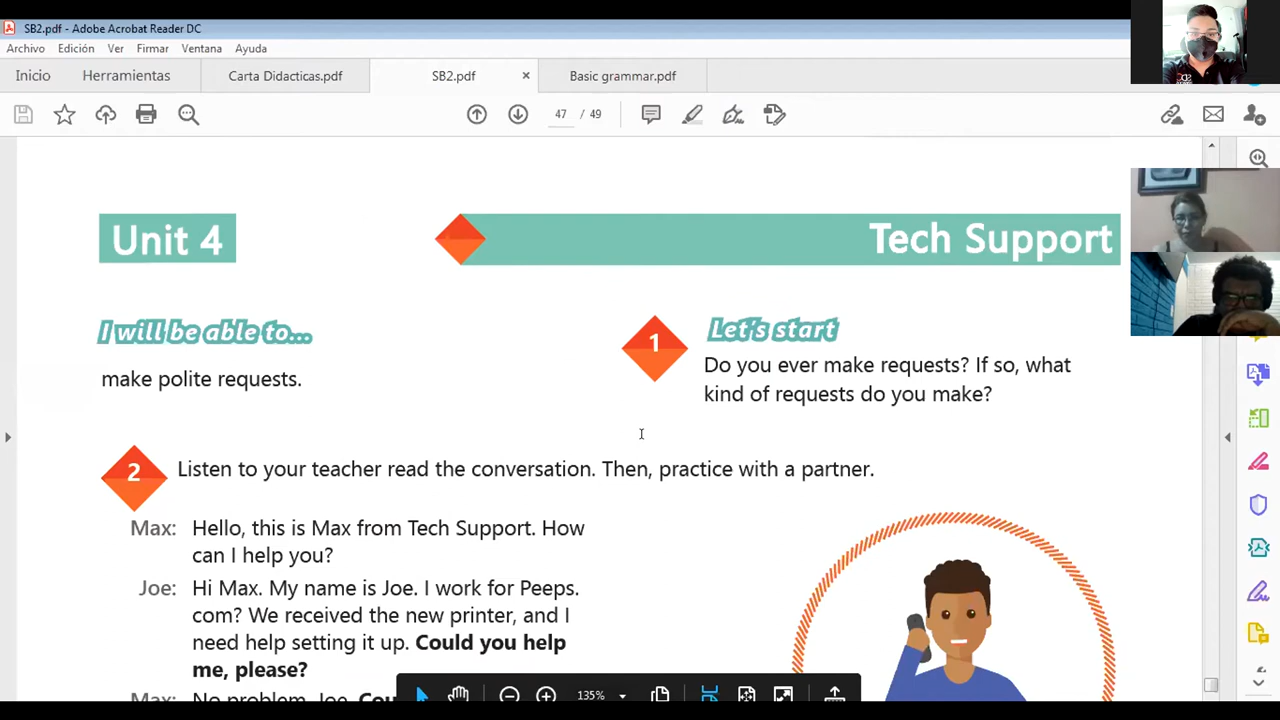 SB2.pdf - Adobe Acrobat Reader DC
Archivo Edición Ver Firmar Ventana Ayuda
Inicio Herramientas Carta Didacticas.pdf SB2.pdf × Basic grammar.pdf
47 / 49
Unit 4
Tech Support
I will be able to...
make polite requests.
1
Let's start
Do you ever make requests? If so, what
kind of requests do you make?
2
Listen to your teacher read the conversation. Then, practice with a partner.
Max: Hello, this is Max from Tech Support. How
can I help you?
Joe: Hi Max. My name is Joe. I work for Peeps.
com? We received the new printer, and I
need help setting it up. Could you help
me, please?
Max: No problem, Joe.
135%